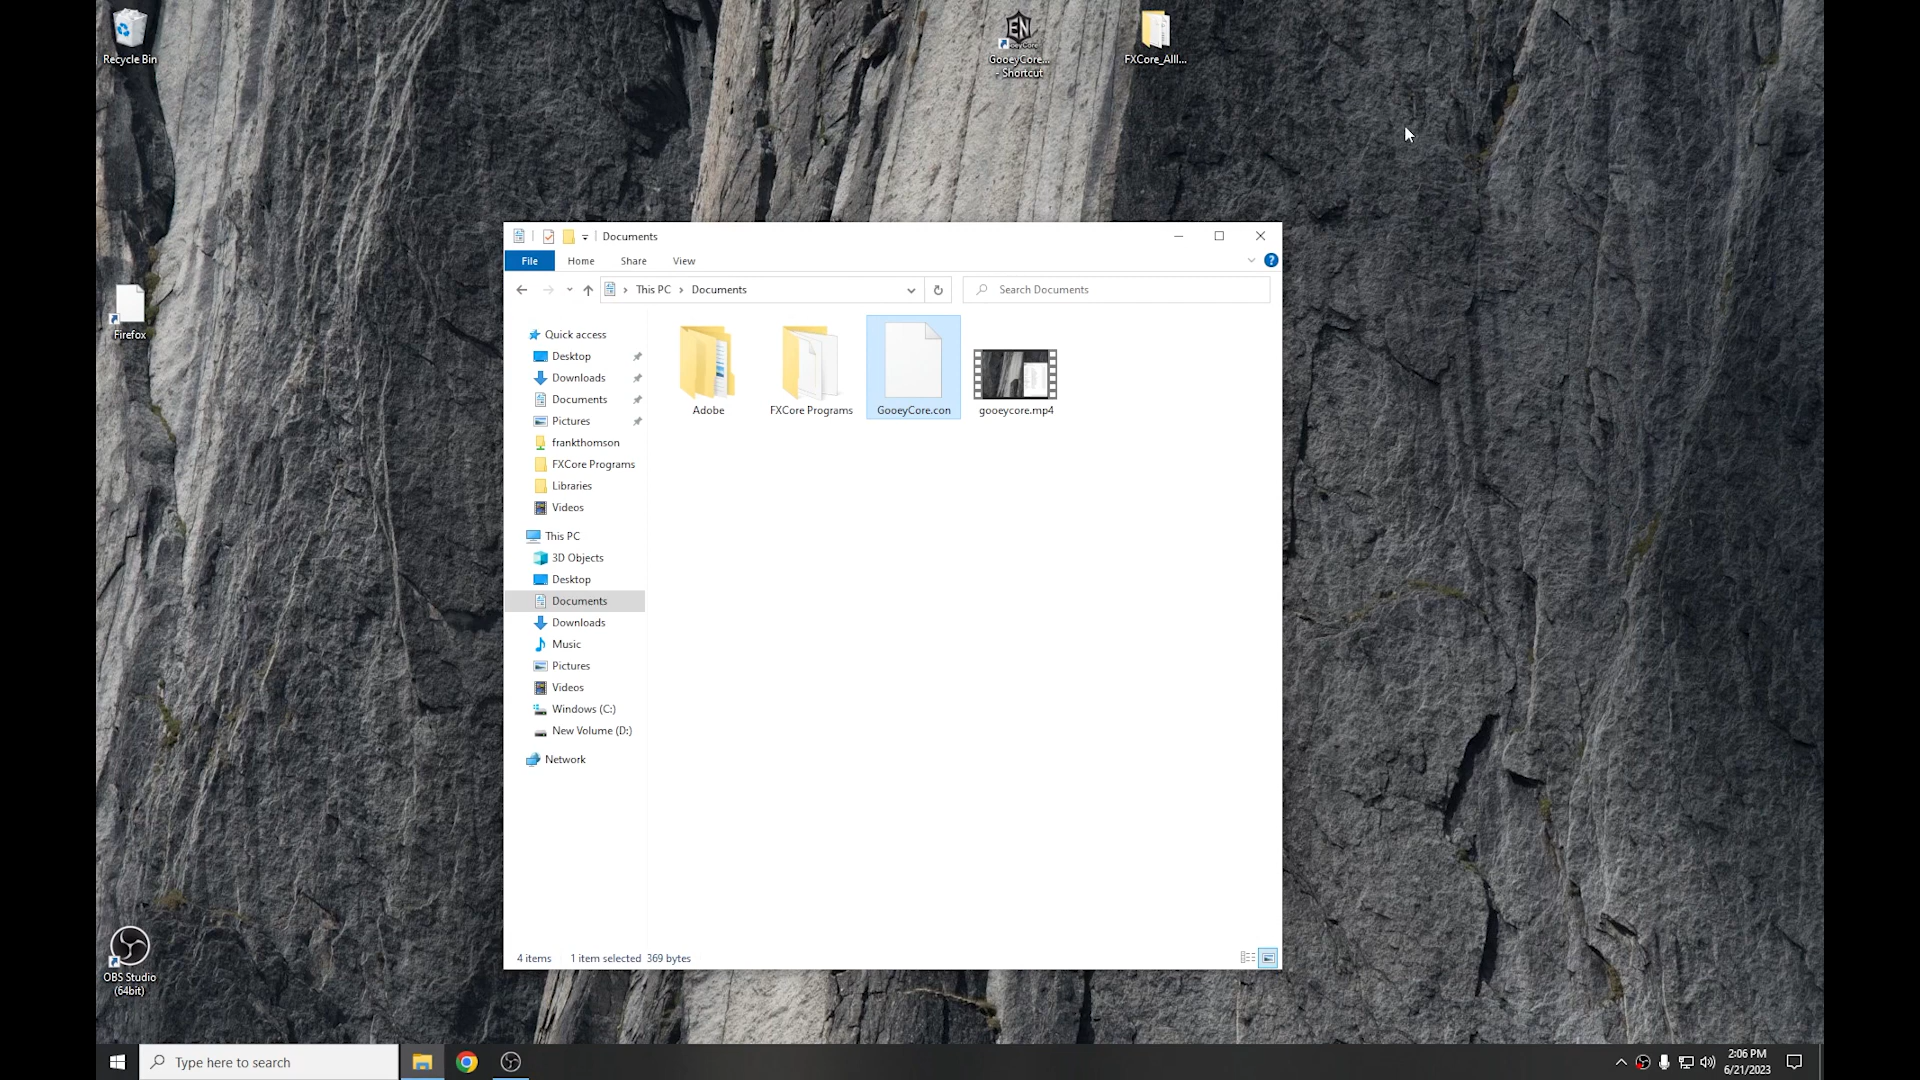 Recycle Bin
EN
GooeyCore...
- Shortcut
FXCore_AllI...
Documents
File
Home
Share
View
This PC
Documents
Search Documents
Firefox
Quick access
Desktop
Downloads
Documents
Pictures
frankthomson
FXCore Programs
Libraries
Videos
This PC
3D Objects
Desktop
Documents
Downloads
Music
Pictures
Videos
Windows (C:)
New Volume (D:)
Network
Adobe
FXCore Programs
GooeyCore.con
gooeycore.mp4
4 items
1 item selected 369 bytes
OBS Studio
(64bit)
Type here to search
2:06 PM
6/21/2023